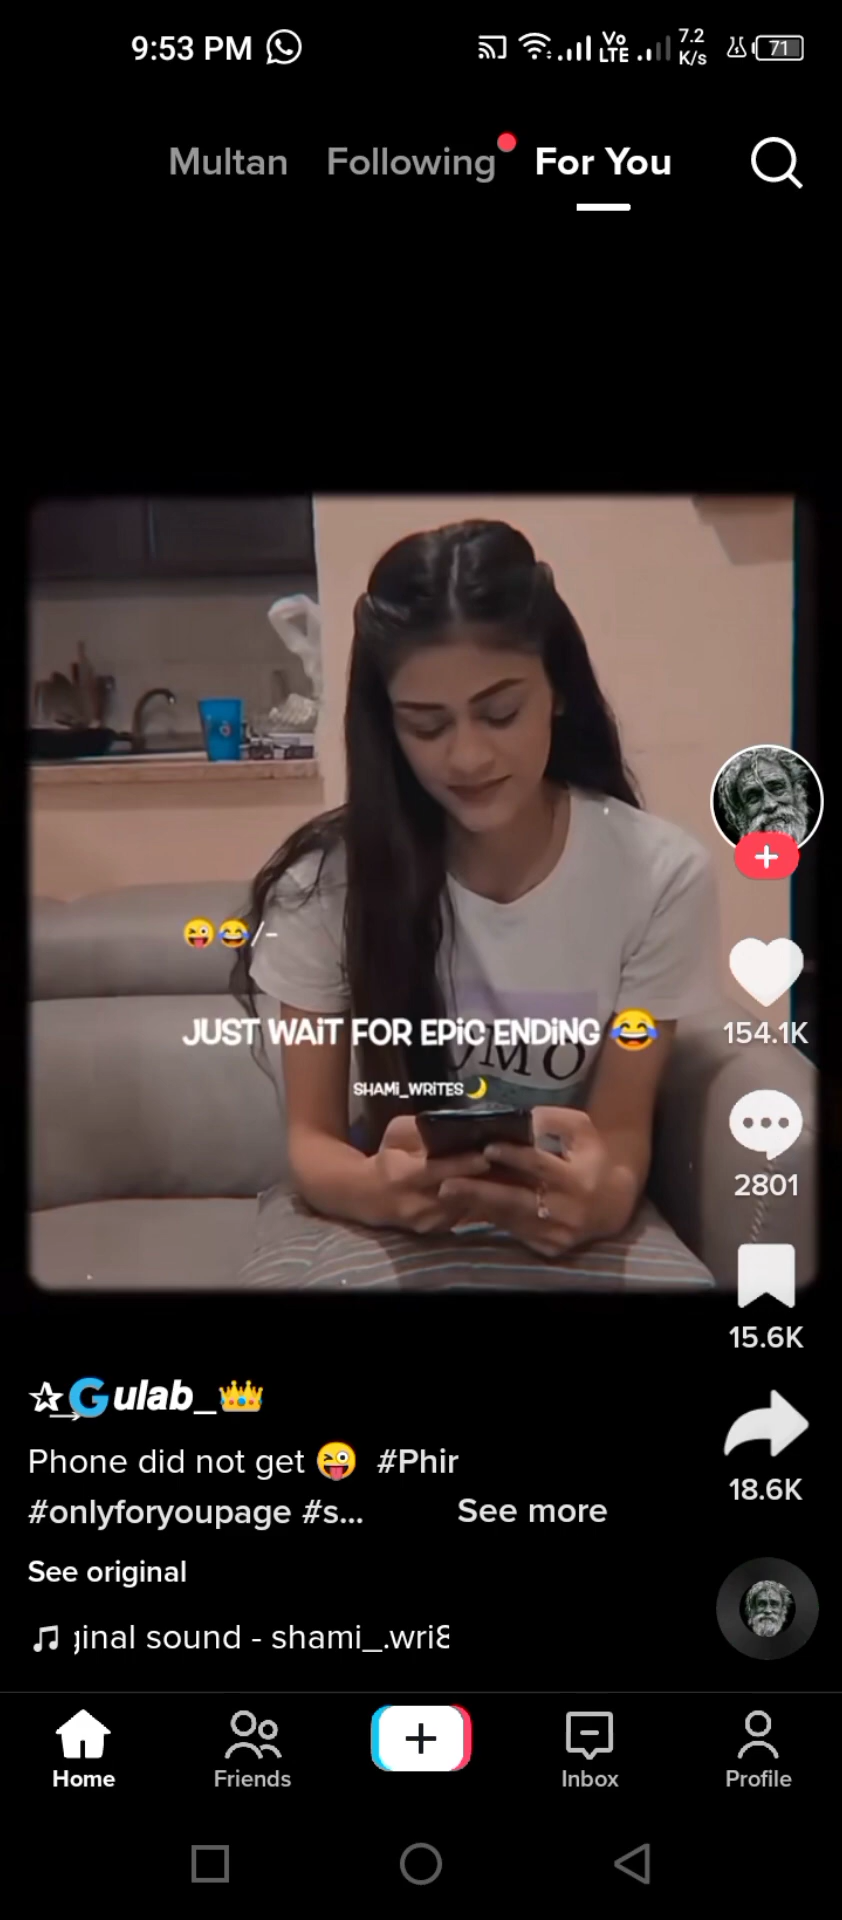 9:53 PM
Vo
LTE
7.2
K/s
71
Multan Following For You
😜😂/-
JUST WAiT FOR EPiC ENDiNG 😂
SHAMi_WRiTES🌙
154.1K
2801
15.6K
☆͢Gulab_👑
Phone did not get 😜 #Phir
#onlyforyoupage #s... See more
18.6K
See original
ginal sound - shami_.wri
Home Friends Inbox Profile